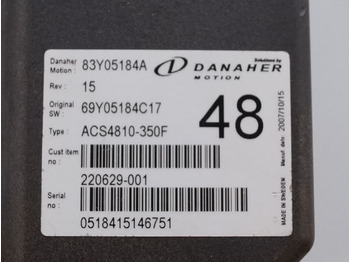 Danaher Motion : 83Y05184A
Solutions by
DANAHER
MOTION
Rev : 15
Original SW : 69Y05184C17
Type : ACS4810-350F
48
Cust item no :
220629-001
Serial no :
0518415146751
Manuf. date: 2007/10/15
MADE IN SWEDEN